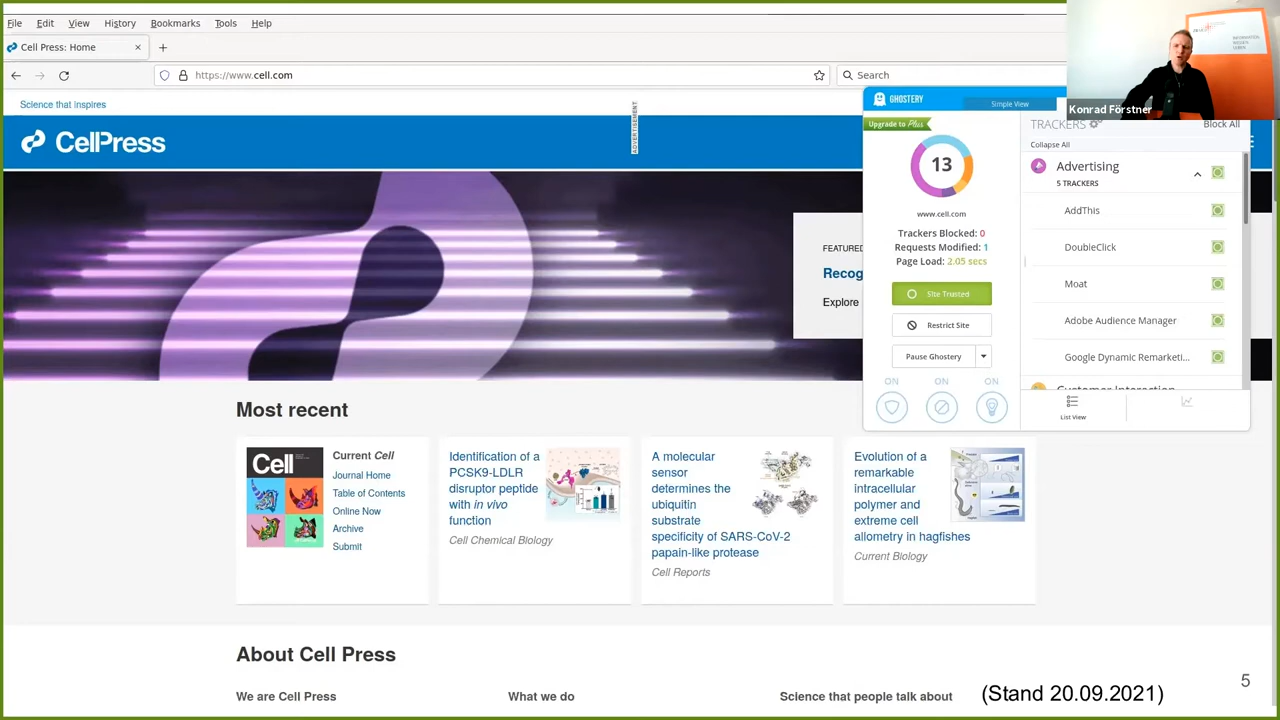 File Edit View History Bookmarks Tools Help
Cell Press: Home × +
https://www.cell.com Search
Konrad Förstner
Science that inspires
ADVERTISEMENT
CellPress
FEATURED
Recog
Explore
GHOSTERY
Simple View
Upgrade to Plus
13
www.cell.com
Trackers Blocked: 0
Requests Modified: 1
Page Load: 2.05 secs
Site Trusted
Restrict Site
Pause Ghostery
ON ON ON
TRACKERS Block All
Collapse All
Advertising
5 TRACKERS
AddThis
DoubleClick
Moat
Adobe Audience Manager
Google Dynamic Remarketi...
Customer Interaction
List View
Most recent
Cell
Current Cell
Journal Home
Table of Contents
Online Now
Archive
Submit
Identification of a
PCSK9-LDLR
disruptor peptide
with in vivo
function
Cell Chemical Biology
A molecular
sensor
determines the
ubiquitin
substrate
specificity of SARS-CoV-2
papain-like protease
Cell Reports
Evolution of a
remarkable
intracellular
polymer and
extreme cell
allometry in hagfishes
Current Biology
About Cell Press
We are Cell Press
What we do
Science that people talk about
(Stand 20.09.2021)
5